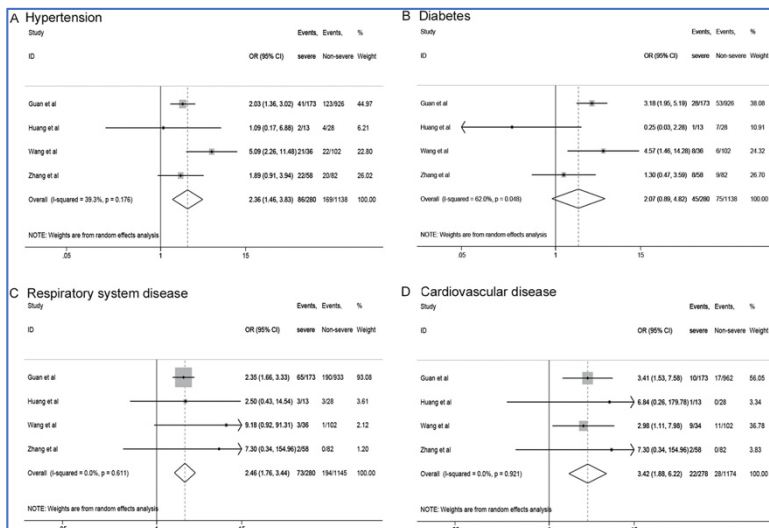 A Hypertension
Study Events, Events, %
ID OR (95% CI) severe Non-severe Weight
Guan et al 2.03 (1.36, 3.02) 41/173 123/926 44.97
Huang et al 1.09 (0.17, 6.88) 2/13 4/28 6.21
Wang et al 5.09 (2.26, 11.48) 21/36 22/102 22.80
Zhang et al 1.89 (0.91, 3.94) 22/58 20/82 26.02
Overall (I-squared = 39.3%, p = 0.176) 2.36 (1.46, 3.83) 86/280 169/1138 100.00
NOTE: Weights are from random effects analysis
.05 1 15
B Diabetes
Study Events, Events, %
ID OR (95% CI) severe Non-severe Weight
Guan et al 3.18 (1.95, 5.19) 28/173 53/926 38.08
Huang et al 0.25 (0.03, 2.28) 1/13 7/28 10.91
Wang et al 4.57 (1.46, 14.28) 8/36 6/102 24.32
Zhang et al 1.30 (0.47, 3.59) 8/58 9/82 26.70
Overall (I-squared = 62.0%, p = 0.048) 2.07 (0.89, 4.82) 45/280 75/1138 100.00
NOTE: Weights are from random effects analysis
.05 1 15
C Respiratory system disease
Study Events, Events, %
ID OR (95% CI) severe Non-severe Weight
Guan et al 2.35 (1.66, 3.33) 65/173 190/933 93.08
Huang et al 2.50 (0.43, 14.54) 3/13 3/28 3.61
Wang et al 9.18 (0.92, 91.31) 3/36 1/102 2.12
Zhang et al 7.30 (0.34, 154.96) 2/58 0/82 1.20
Overall (I-squared = 0.0%, p = 0.611) 2.46 (1.76, 3.44) 73/280 194/1145 100.00
NOTE: Weights are from random effects analysis
.05 1 15
D Cardiovascular disease
Study Events, Events, %
ID OR (95% CI) severe Non-severe Weight
Guan et al 3.41 (1.53, 7.58) 10/173 17/962 56.05
Huang et al 6.84 (0.26, 179.78) 1/13 0/28 3.34
Wang et al 2.98 (1.11, 7.98) 9/34 11/102 36.78
Zhang et al 7.30 (0.34, 154.96) 2/58 0/82 3.83
Overall (I-squared = 0.0%, p = 0.921) 3.42 (1.88, 6.22) 22/278 28/1174 100.00
NOTE: Weights are from random effects analysis
1